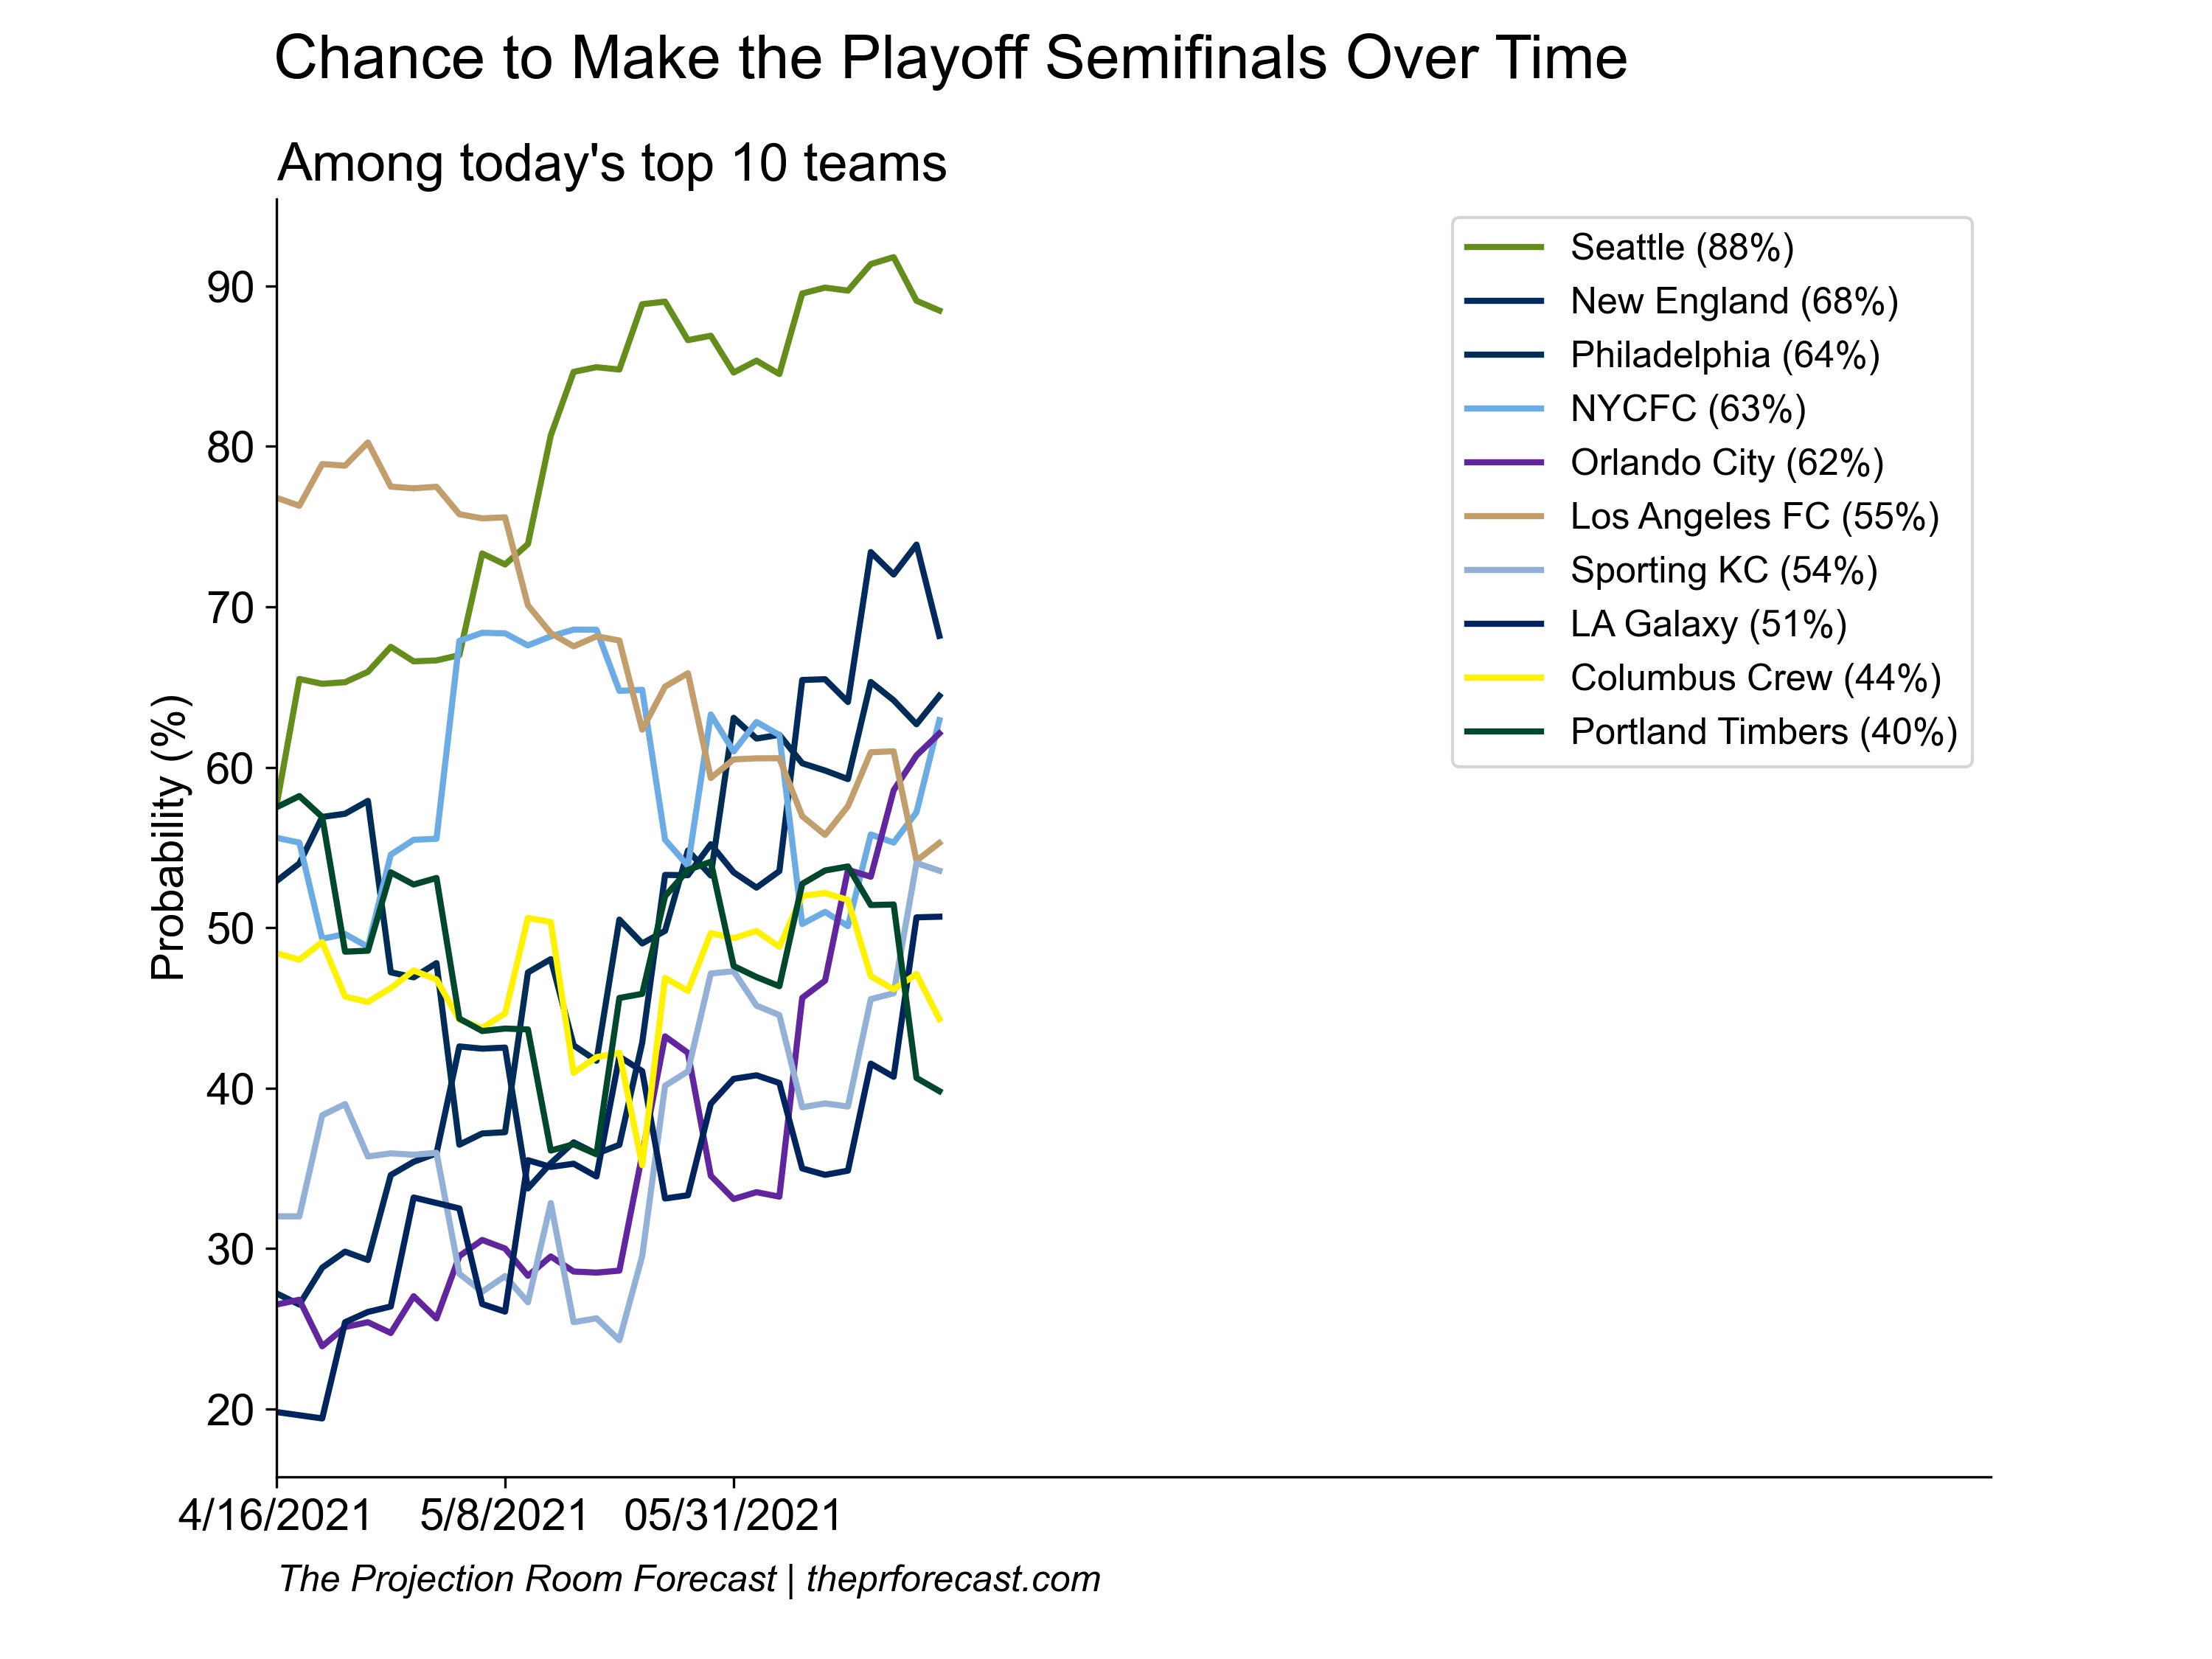 Chance to Make the Playoff Semifinals Over Time
Among today's top 10 teams
90
80
70
60
50
40
30
20
Probability (%)
4/16/2021 5/8/2021 05/31/2021
Seattle (88%)
New England (68%)
Philadelphia (64%)
NYCFC (63%)
Orlando City (62%)
Los Angeles FC (55%)
Sporting KC (54%)
LA Galaxy (51%)
Columbus Crew (44%)
Portland Timbers (40%)
The Projection Room Forecast | theprforecast.com